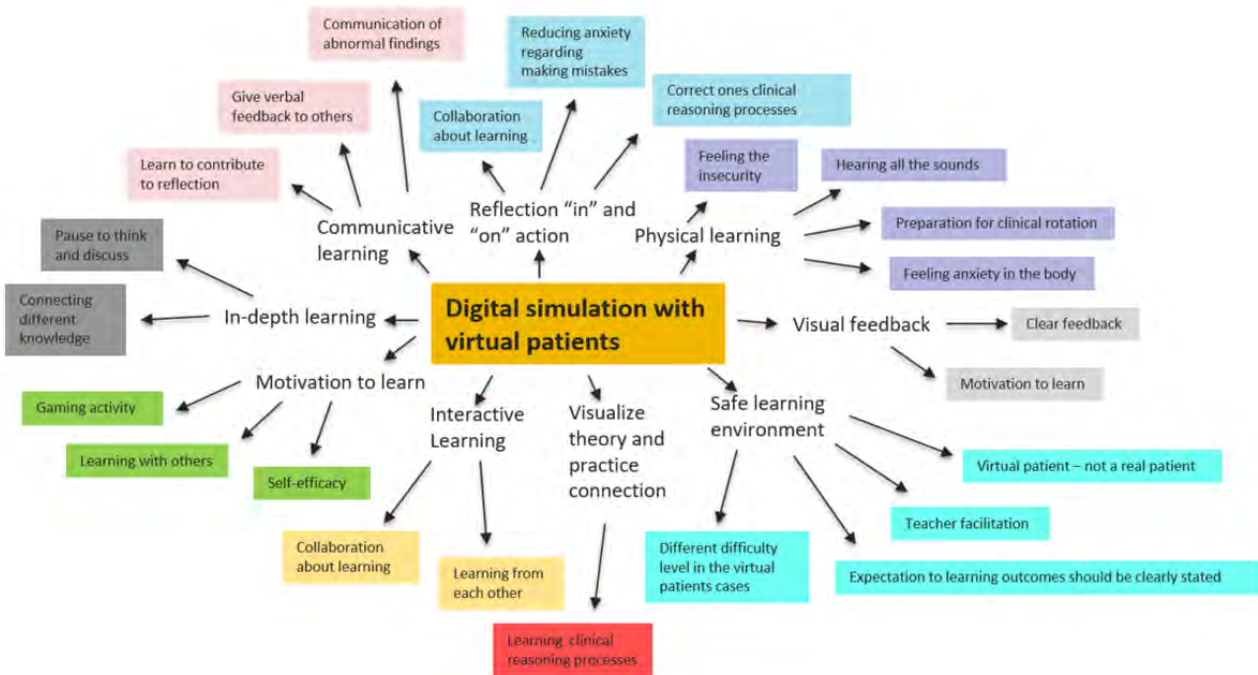 Communication of
abnormal findings
Reducing anxiety
regarding
making mistakes
Correct ones clinical
reasoning processes
Give verbal
feedback to others
Collaboration
about learning
Learn to contribute
to reflection
Feeling the
insecurity
Hearing all the sounds
Communicative
learning
Reflection “in” and
“on” action
Physical learning
Preparation for clinical rotation
Pause to think
and discuss
Feeling anxiety in the body
Connecting
different
knowledge
In-depth learning
Digital simulation with
virtual patients
Visual feedback
Clear feedback
Motivation to learn
Motivation to learn
Gaming activity
Learning with others
Self-efficacy
Interactive
Learning
Visualize
theory and
practice
connection
Safe learning
environment
Virtual patient – not a real patient
Teacher facilitation
Collaboration
about learning
Learning from
each other
Different difficulty
level in the virtual
patients cases
Expectation to learning outcomes should be clearly stated
Learning clinical
reasoning processes